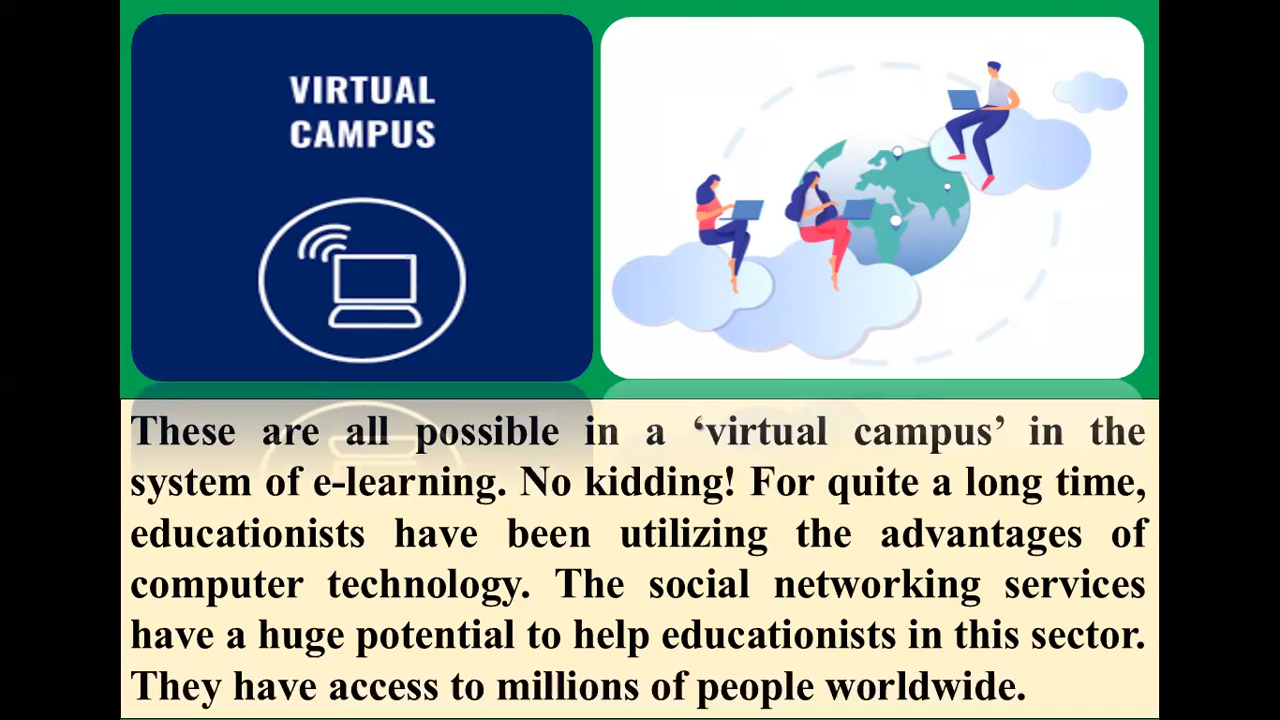 VIRTUAL
CAMPUS
These are all possible in a ‘virtual campus’ in the
system of e-learning. No kidding! For quite a long time,
educationists have been utilizing the advantages of
computer technology. The social networking services
have a huge potential to help educationists in this sector.
They have access to millions of people worldwide.